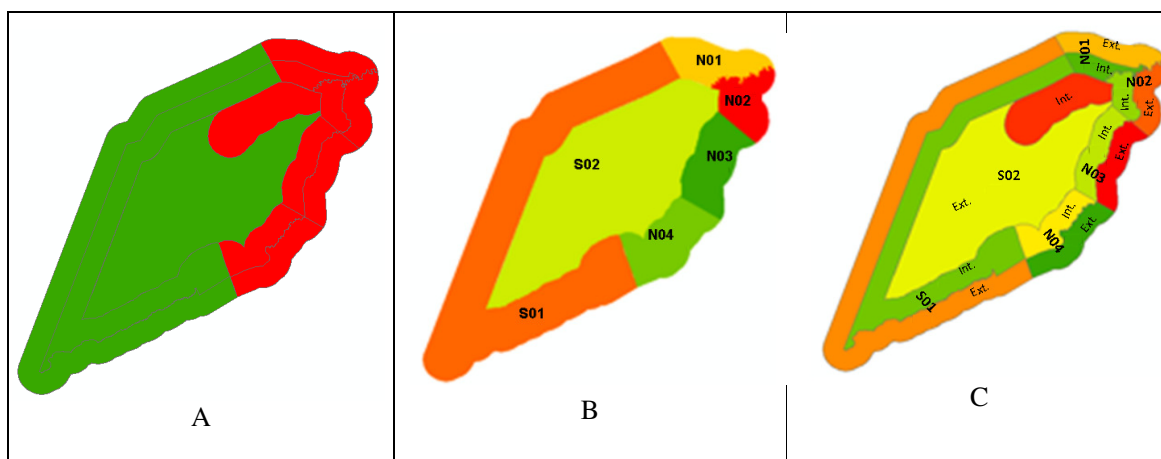 A
N01
N02
N03
S02
N04
S01
B
N01
Ext.
Int.
N02
Int.
Int.
Ext.
Int.
Ext.
S02
N03
Ext.
Int.
Ext.
N04
Int.
S01
Ext.
C